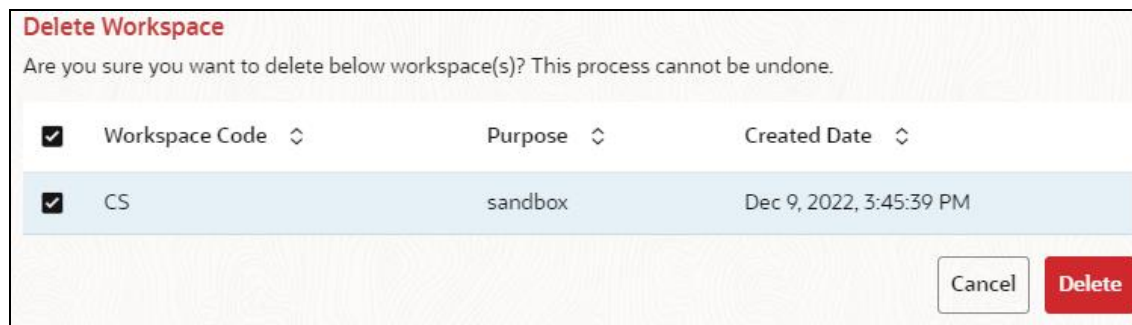 Delete Workspace
Are you sure you want to delete below workspace(s)? This process cannot be undone.
Workspace Code Purpose Created Date
CS sandbox Dec 9, 2022, 3:45:39 PM
Cancel Delete